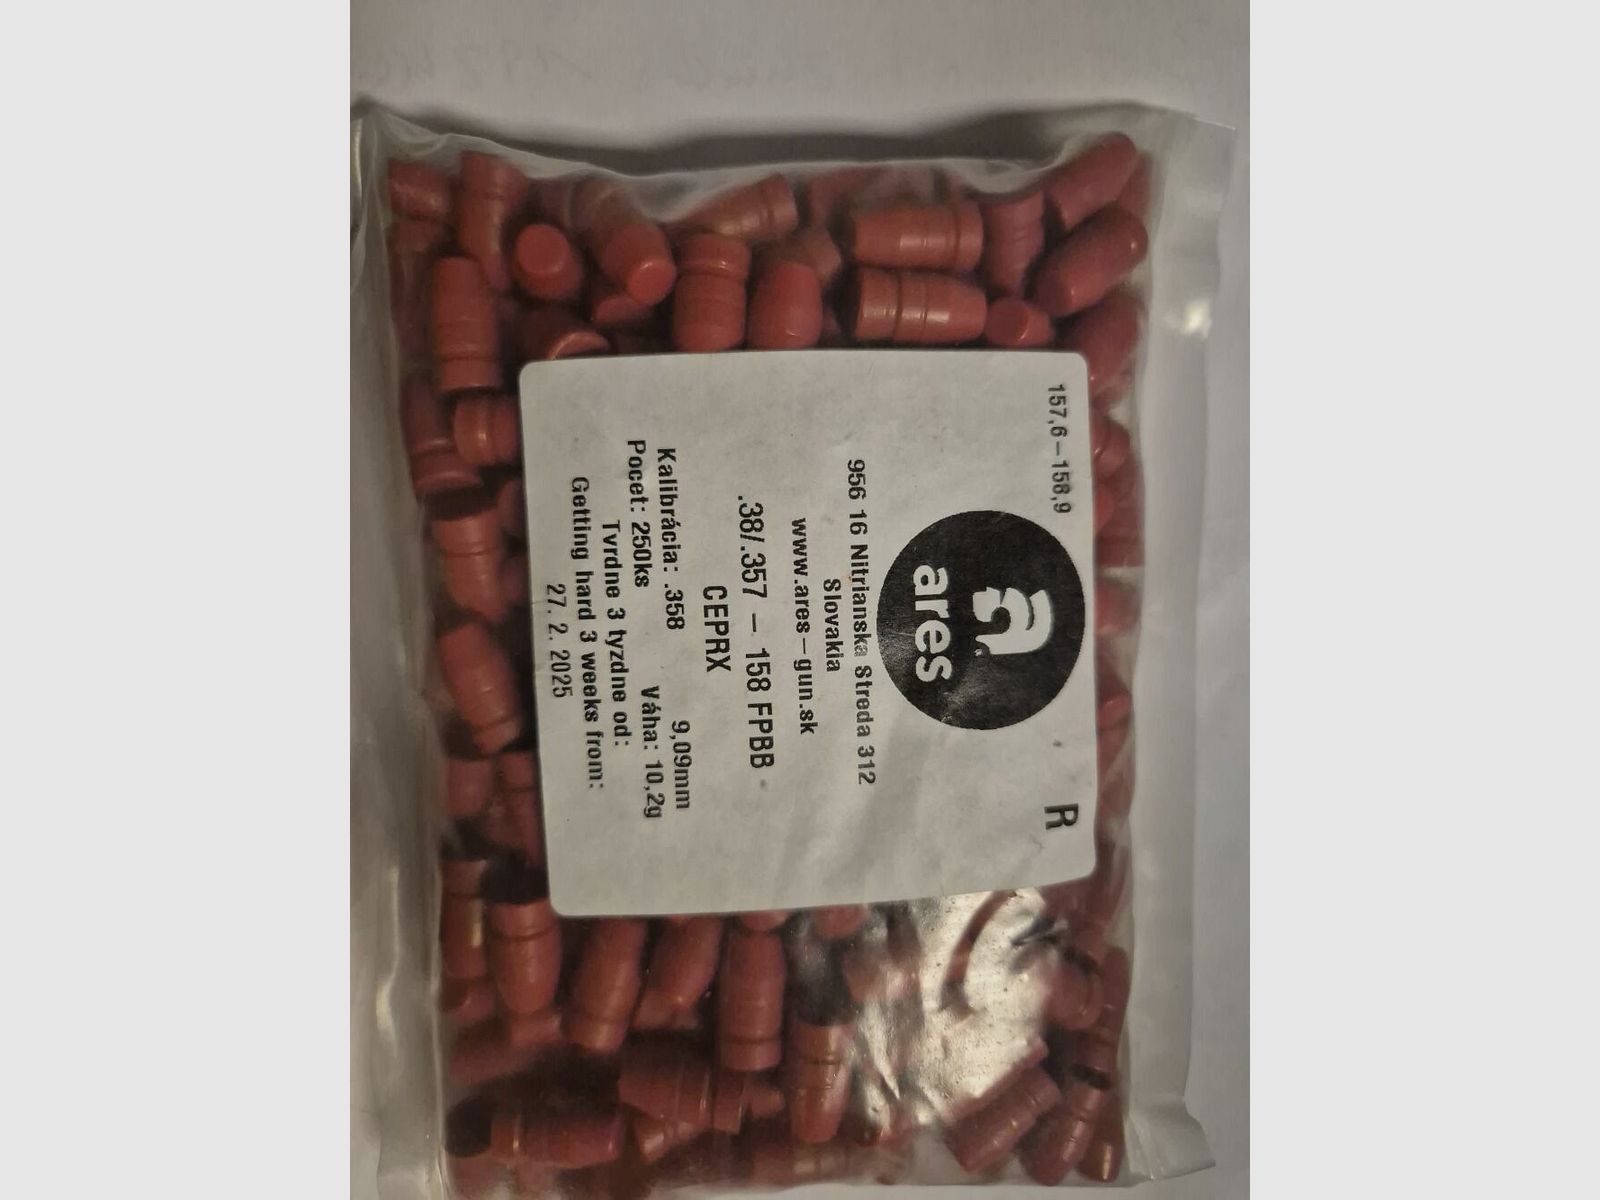 157,6–158,9
R
ares
956 16 Nitrianska Streda 312
Slovakia
www.ares–gun.sk
.38/.357 – 158 FPBB
CEPRX
Kalibrácia: .358 9,09mm
Pocet: 250ks Váha: 10,2g
Tvrdne 3 tyzdne od:
Getting hard 3 weeks from:
27. 2. 2025